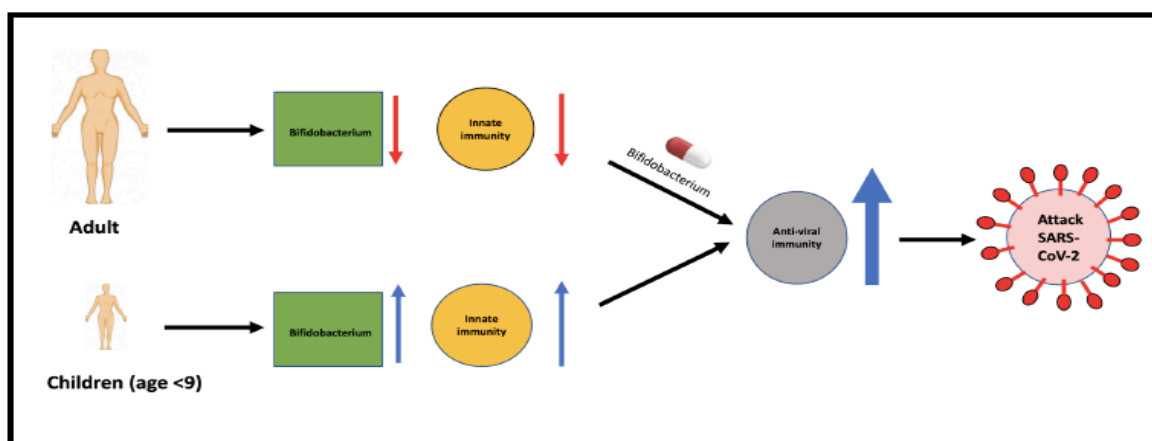 Adult
Bifidobacterium
Innate
immunity
Bifidobacterium
Anti-viral
immunity
Attack
SARS-
CoV-2
Bifidobacterium
Innate
immunity
Children (age <9)